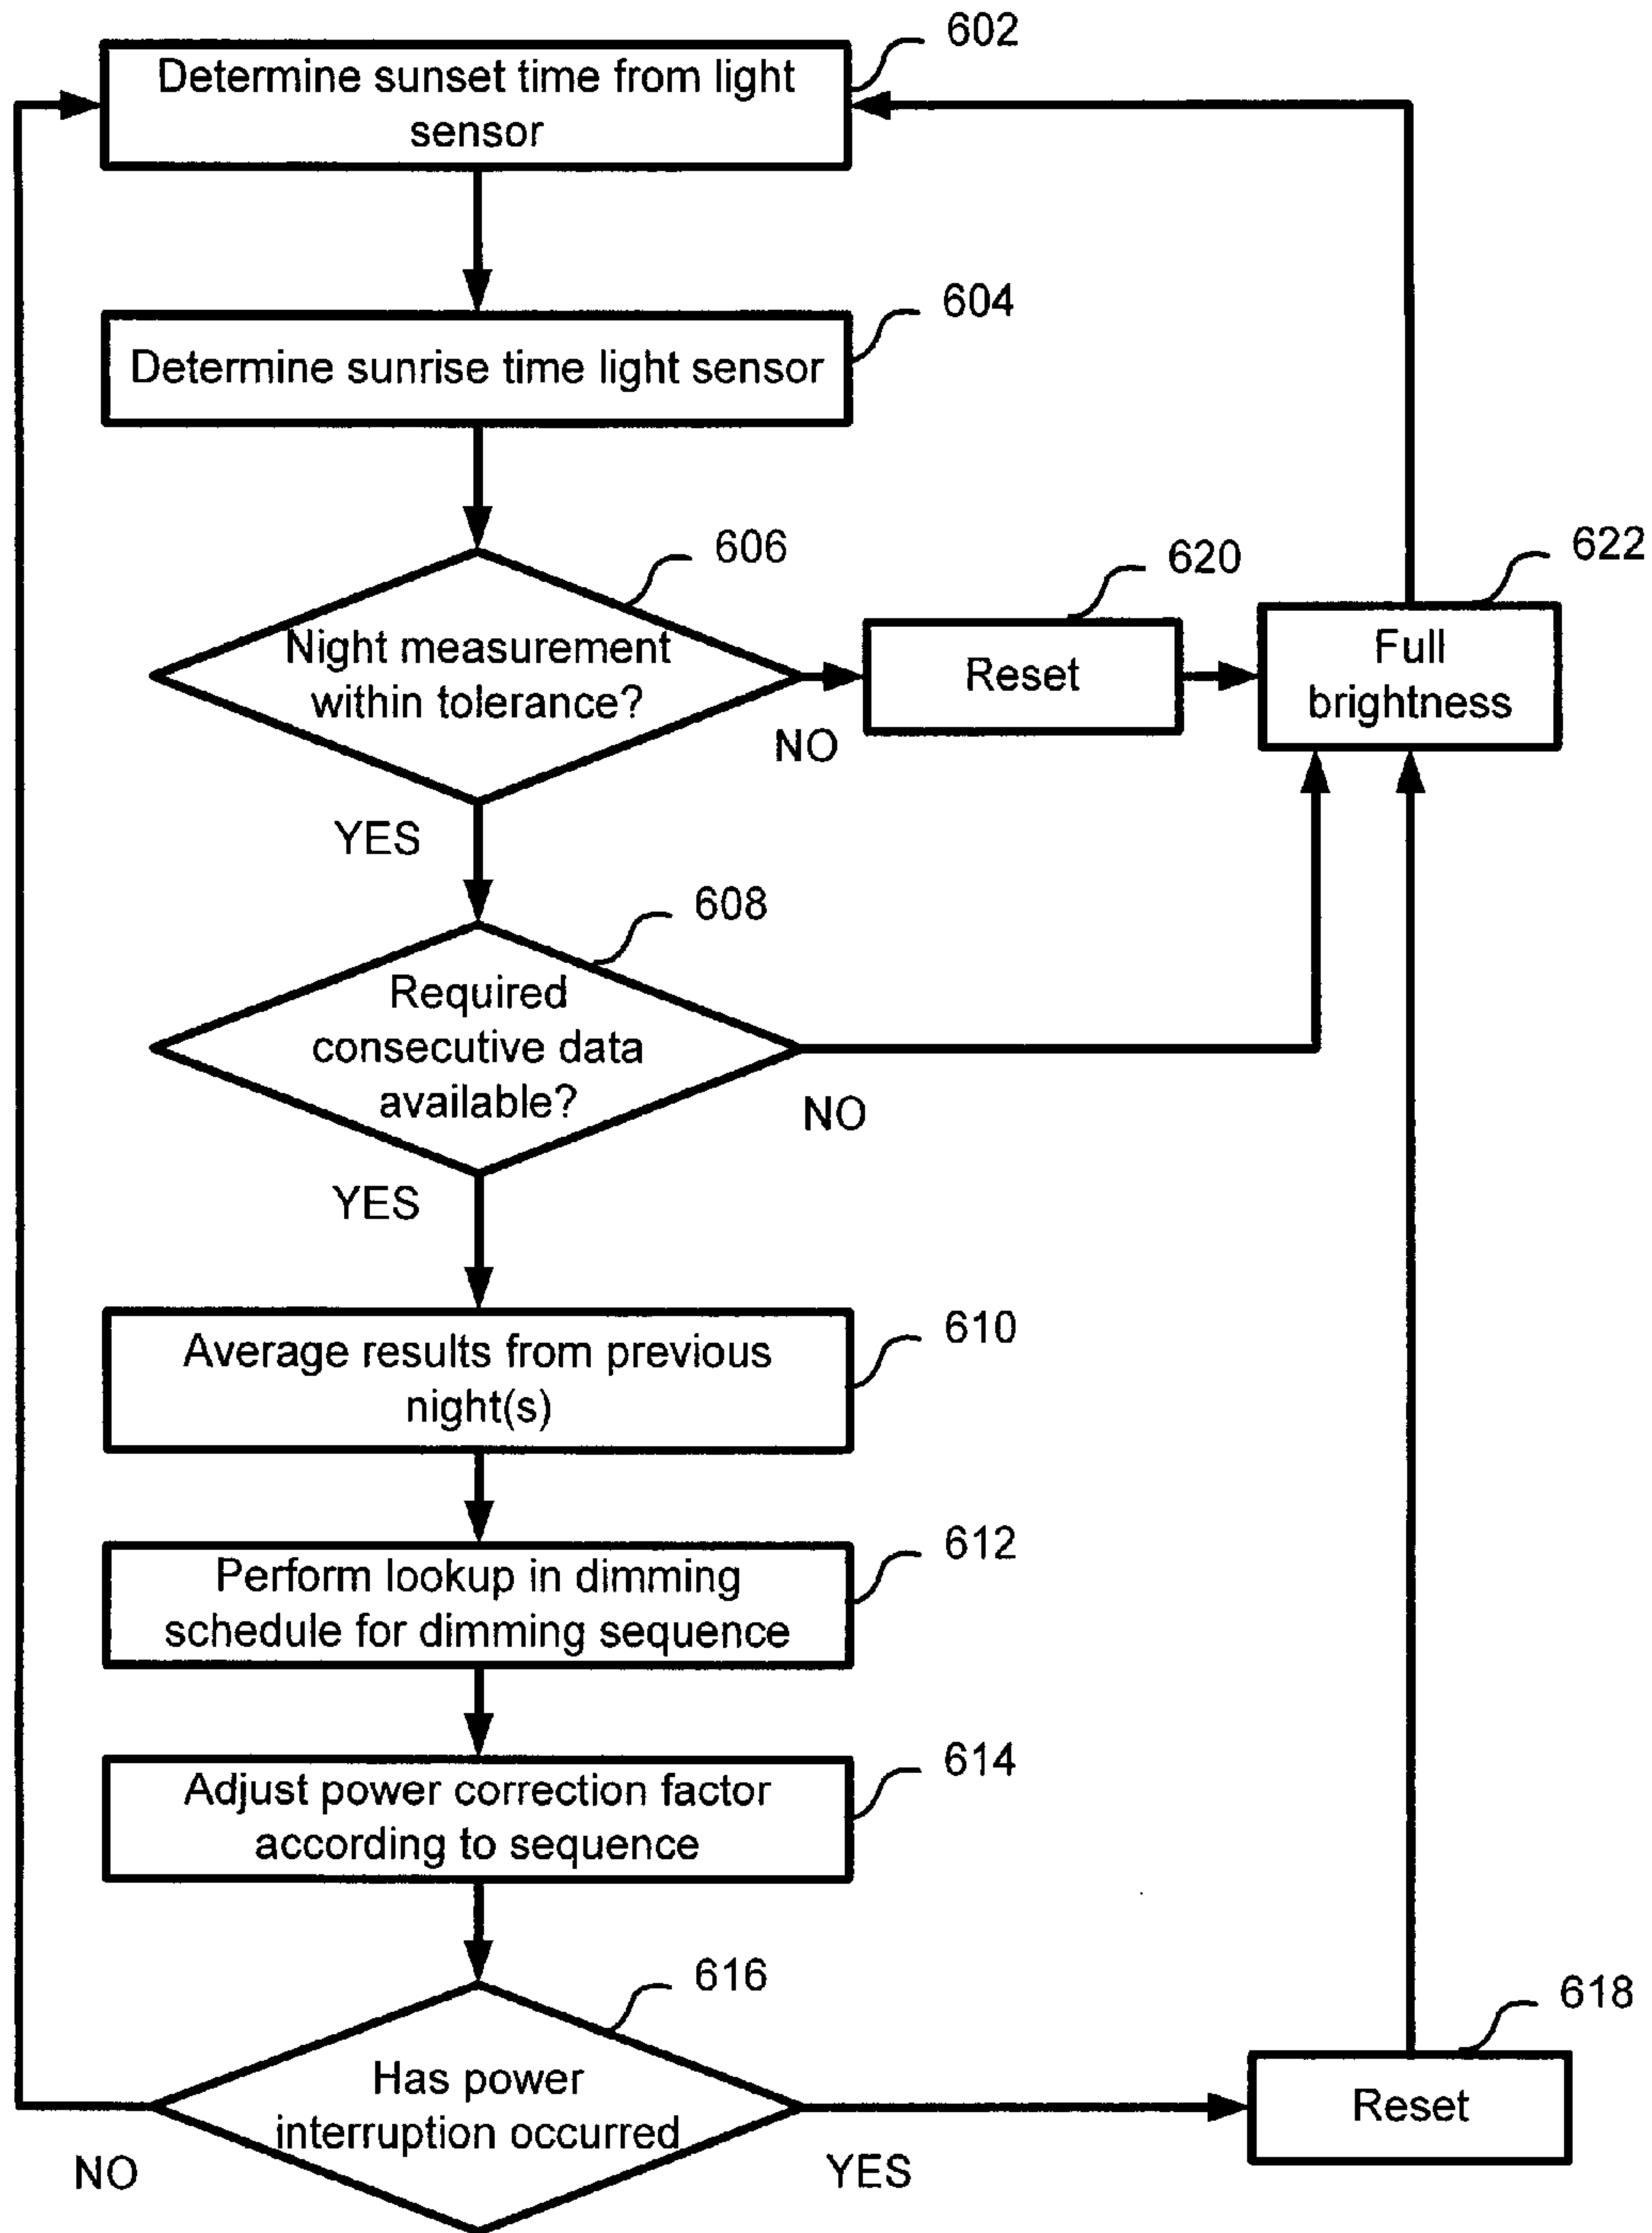 602
Determine sunset time from light
sensor
604
Determine sunrise time light sensor
606
Night measurement
within tolerance?
NO
YES
620
Reset
622
Full
brightness
608
Required
consecutive data
available?
NO
YES
610
Average results from previous
night(s)
612
Perform lookup in dimming
schedule for dimming sequence
614
Adjust power correction factor
according to sequence
616
Has power
interruption occurred
NO
YES
618
Reset